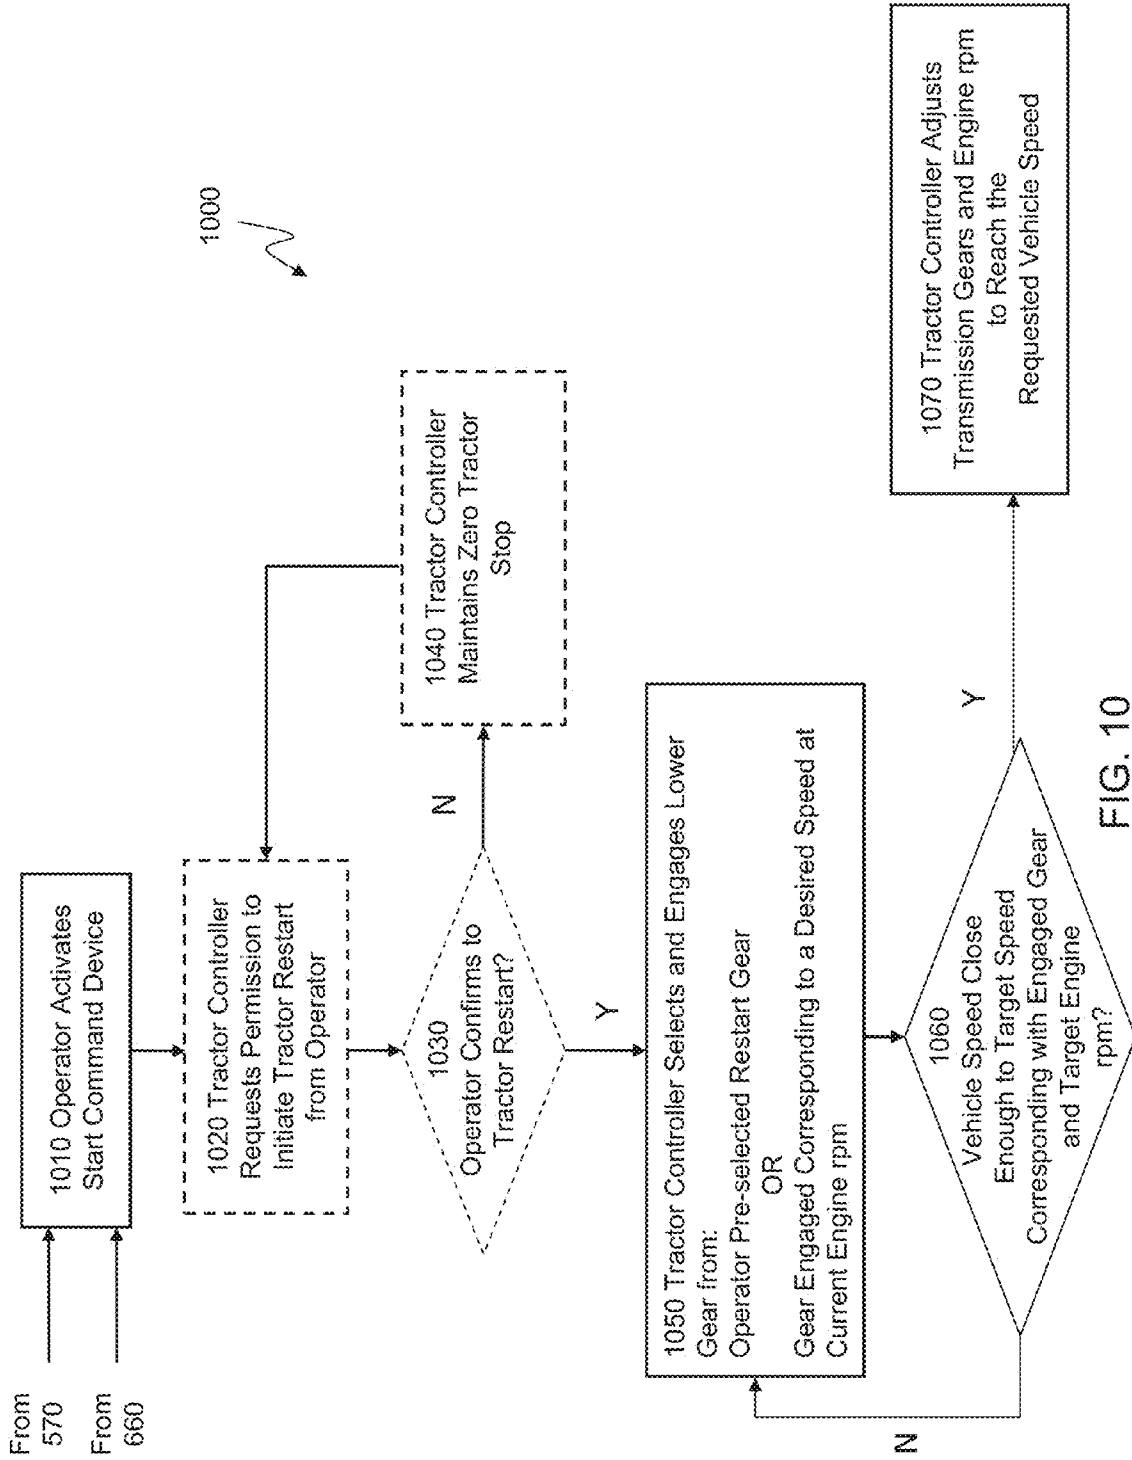 From
570
From
660
1010 Operator Activates
Start Command Device
1020 Tractor Controller
Requests Permission to
Initiate Tractor Restart
from Operator
1030
Operator Confirms to
Tractor Restart?
N
1040 Tractor Controller
Maintains Zero Tractor
Stop
1000
Y
1050 Tractor Controller Selects and Engages Lower
Gear from:
Operator Pre-selected Restart Gear
OR
Gear Engaged Corresponding to a Desired Speed at
Current Engine rpm
1060
Vehicle Speed Close
Enough to Target Speed
Corresponding with Engaged Gear
and Target Engine
rpm?
N
Y
1070 Tractor Controller Adjusts
Transmission Gears and Engine rpm
to Reach the
Requested Vehicle Speed
FIG. 10